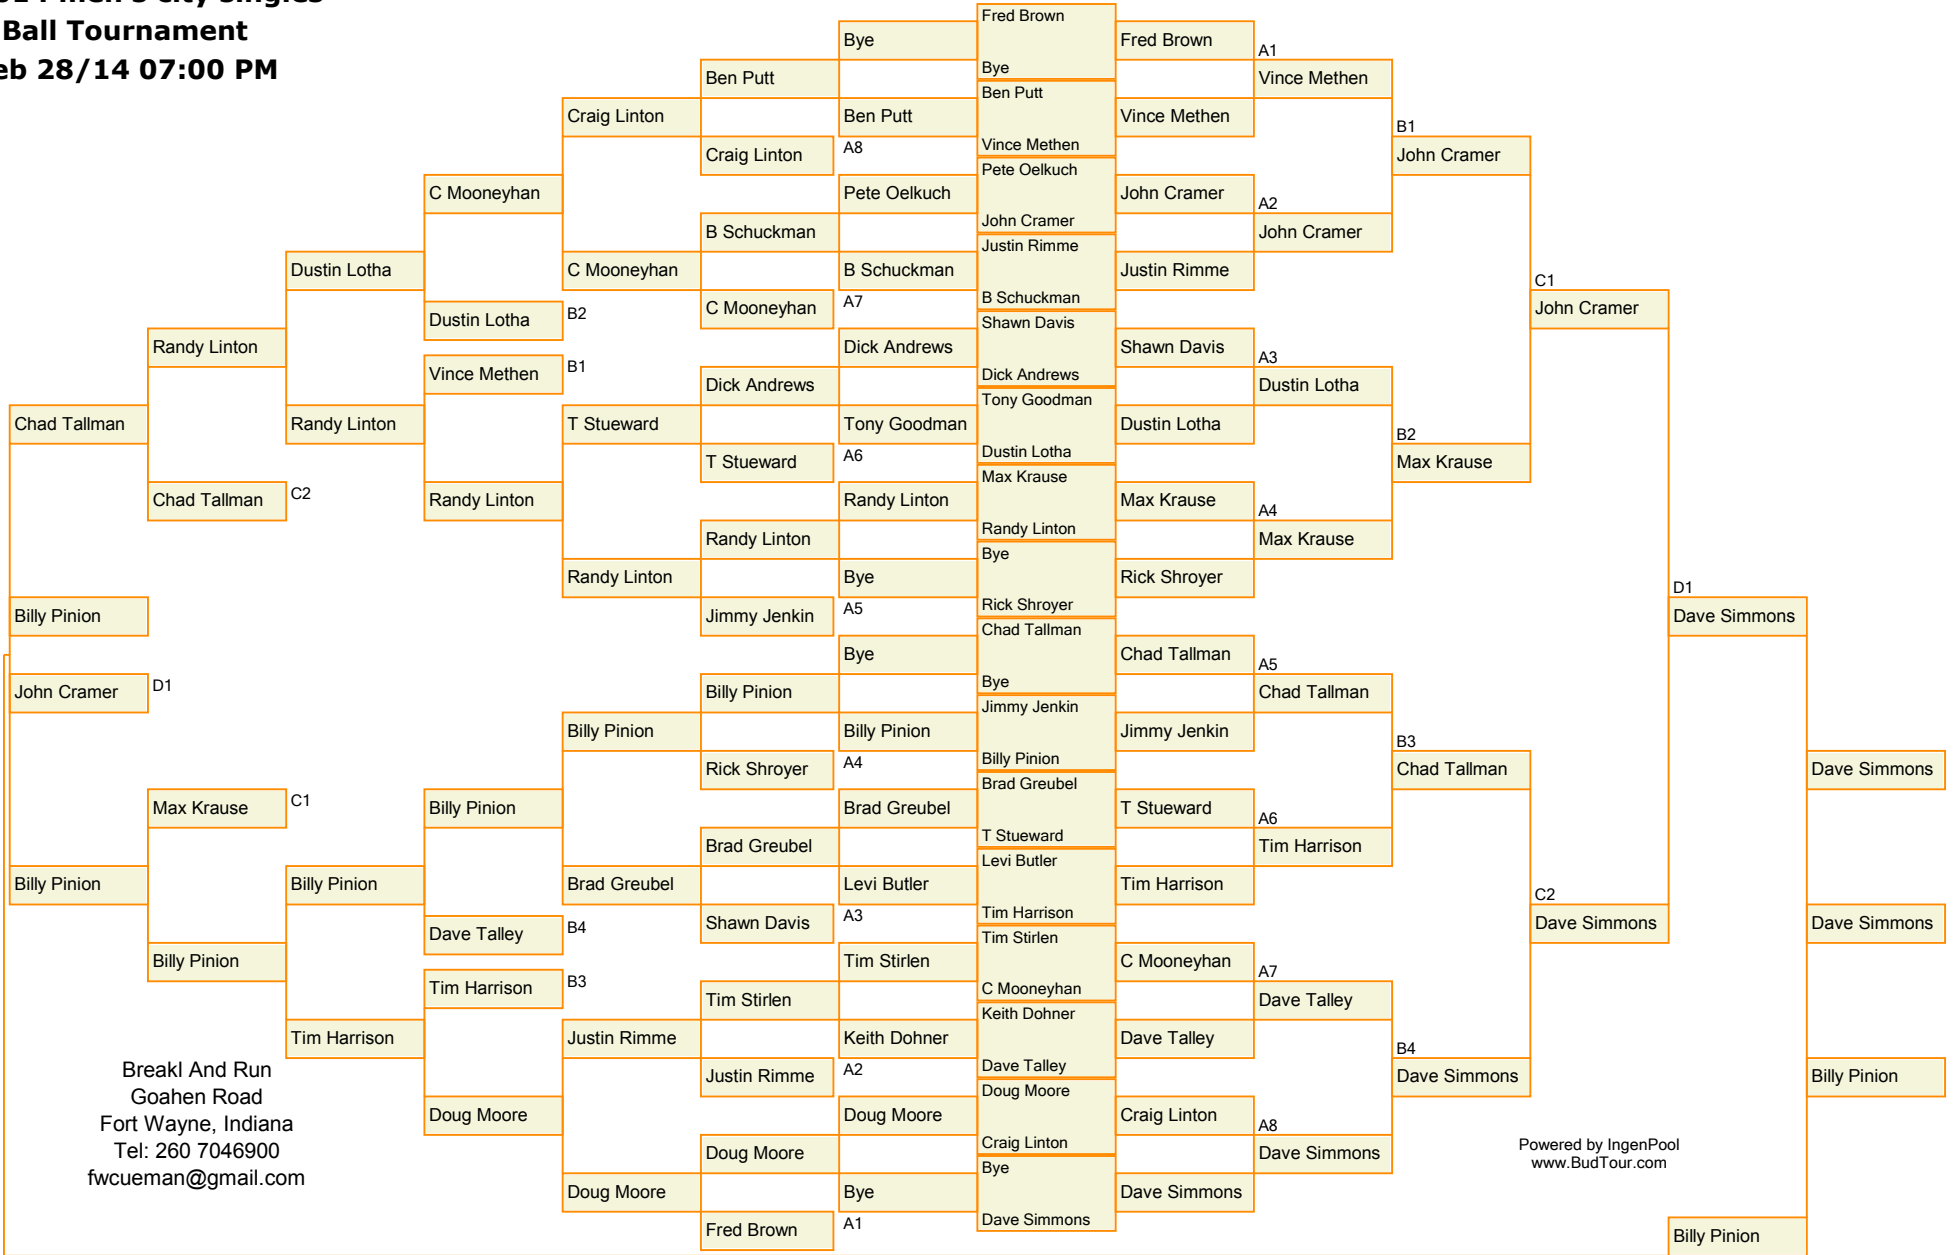 Ball Tournament
Fred Brown
Bye
Fred Brown
A1
Bye
Ben Putt
Vince Methen
Ben Putt
Craig Linton
Ben Putt
Vince Methen
B1
Vince Methen
Craig Linton
A8
John Cramer
Pete Oelkuch
C Mooneyhan
Pete Oelkuch
John Cramer
A2
John Cramer
B Schuckman
John Cramer
Justin Rimme
Dustin Lotha
C Mooneyhan
B Schuckman
Justin Rimme
C1
B Schuckman
C Mooneyhan
A7
John Cramer
Dustin Lotha
B2
Shawn Davis
Randy Linton
Dick Andrews
Shawn Davis
A3
Vince Methen
B1
Dick Andrews
Dick Andrews
Dustin Lotha
Tony Goodman
Chad Tallman
Randy Linton
T Stueward
Tony Goodman
Dustin Lotha
B2
Dustin Lotha
T Stueward
A6
Max Krause
Max Krause
Chad Tallman
C2
Randy Linton
Randy Linton
Max Krause
A4
Randy Linton
Randy Linton
Max Krause
Bye
Randy Linton
Bye
Rick Shroyer
D1
Rick Shroyer
Billy Pinion
Jimmy Jenkin
A5
Dave Simmons
Chad Tallman
Bye
Chad Tallman
A5
Bye
John Cramer
D1
Billy Pinion
Chad Tallman
Jimmy Jenkin
Billy Pinion
Billy Pinion
Jimmy Jenkin
B3
Billy Pinion
Rick Shroyer
A4
Chad Tallman
Dave Simmons
Brad Greubel
Max Krause
C1
Billy Pinion
Brad Greubel
T Stueward
A6
T Stueward
Brad Greubel
Tim Harrison
Levi Butler
Billy Pinion
Billy Pinion
Brad Greubel
Levi Butler
Tim Harrison
C2
Tim Harrison
Shawn Davis
A3
Dave Simmons
Dave Simmons
Dave Talley
B4
Tim Stirlen
Billy Pinion
Tim Stirlen
C Mooneyhan
A7
Tim Harrison
B3
C Mooneyhan
Tim Stirlen
Dave Talley
Keith Dohner
Tim Harrison
Justin Rimme
Keith Dohner
Dave Talley
B4
Dave Talley
Justin Rimme
A2
Dave Simmons
Billy Pinion
Doug Moore
Doug Moore
Doug Moore
Craig Linton
A8
Craig Linton
Doug Moore
Dave Simmons
Bye
Doug Moore
Bye
Dave Simmons
Dave Simmons
Fred Brown
A1
Billy Pinion
Breakl And Run
Goahen Road
Fort Wayne, Indiana
Tel: 260 7046900
fwcueman@gmail.com
Powered by IngenPool
www.BudTour.com